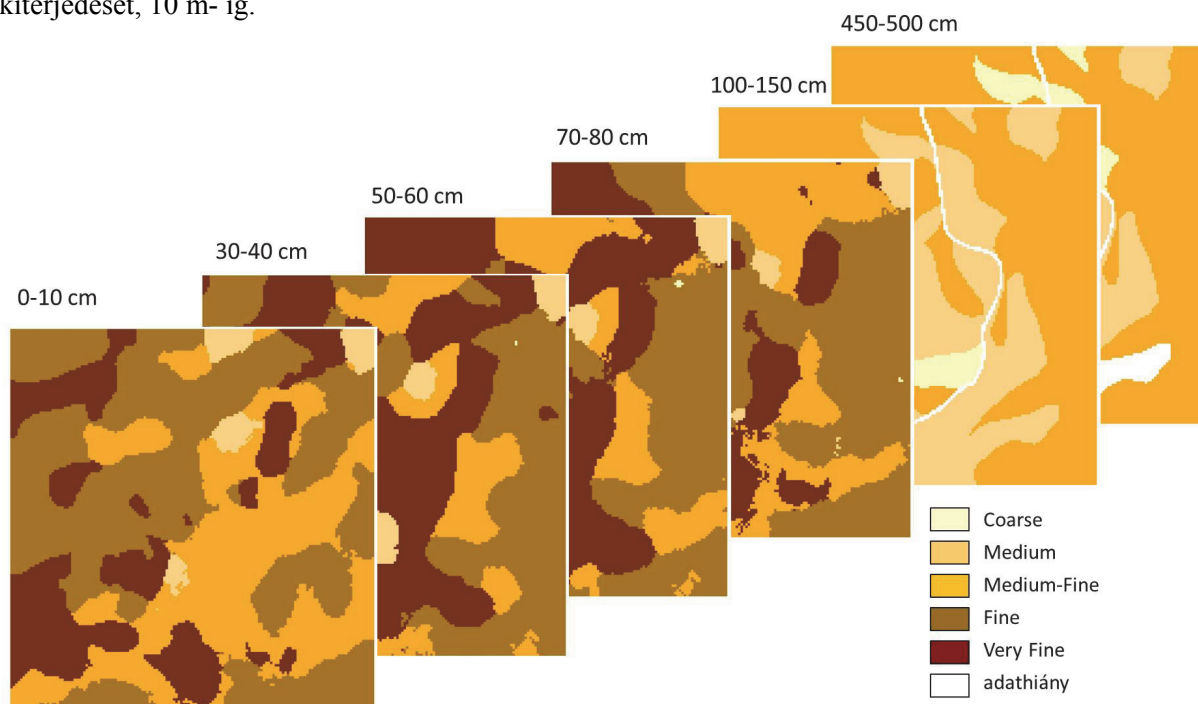 kiterjedését, 10 m- ig.
450-500 cm
100-150 cm
70-80 cm
50-60 cm
30-40 cm
0-10 cm
Coarse
Medium
Medium-Fine
Fine
Very Fine
adathiány